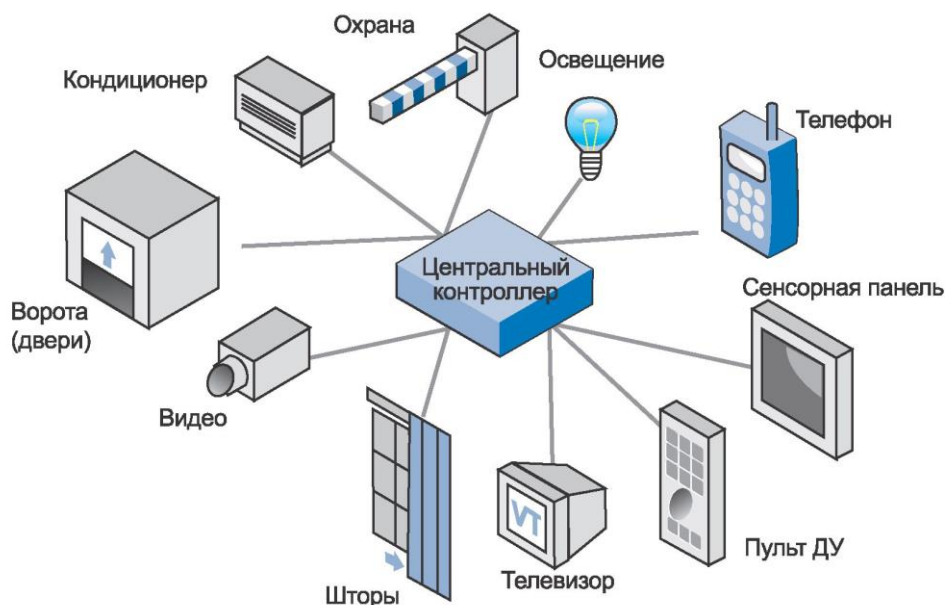 Охрана
Кондиционер
Освещение
Телефон
Центральный
контроллер
Сенсорная панель
Ворота
(двери)
Видео
VT
Пульт ДУ
Телевизор
Шторы